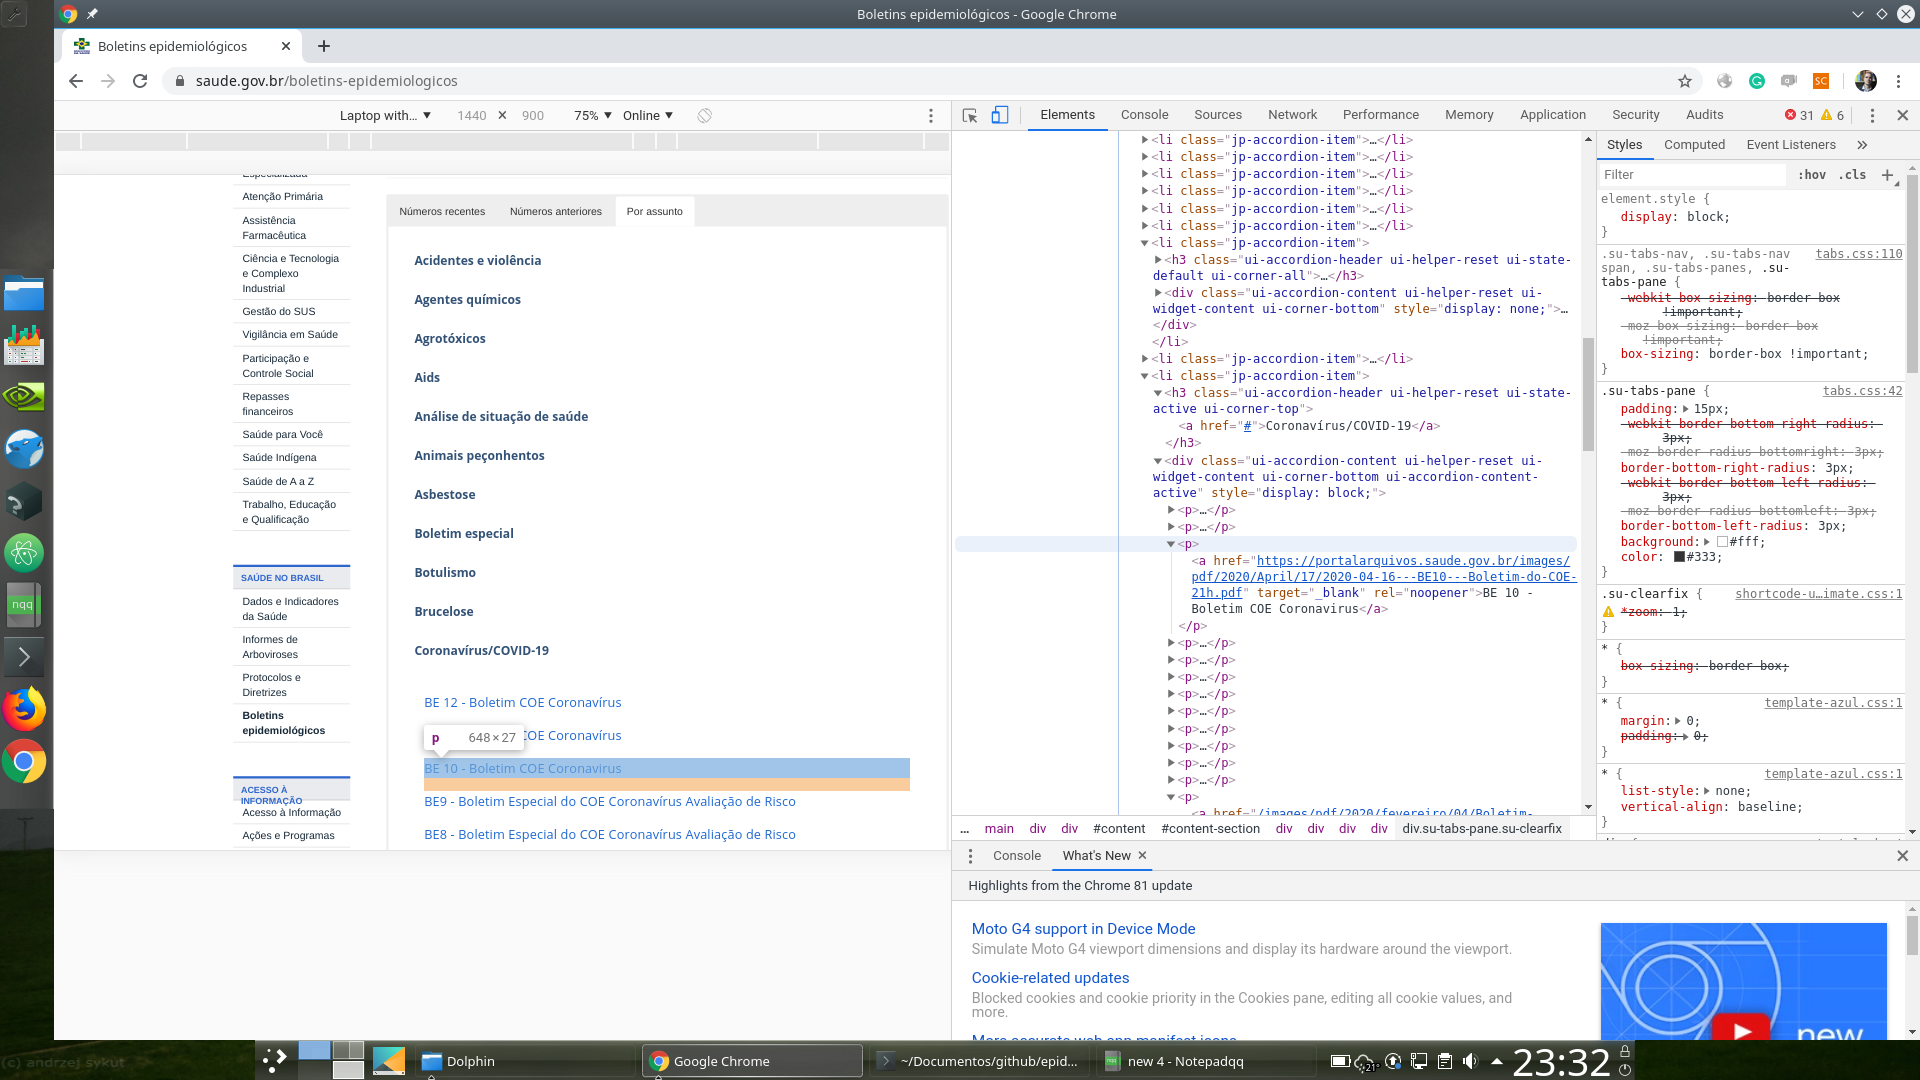 Boletins epidemiológicos - Google Chrome
Boletins epidemiológicos
saude.gov.br/boletins-epidemiologicos
Laptop with... 1440 × 900 75% Online
Especializada
Atenção Primária
Assistência
Farmacêutica
Ciência e Tecnologia
e Complexo
Industrial
Gestão do SUS
Vigilância em Saúde
Participação e
Controle Social
Repasses
financeiros
Saúde para Você
Saúde Indígena
Saúde de A a Z
Trabalho, Educação
e Qualificação
SAÚDE NO BRASIL
Dados e Indicadores
da Saúde
Informes de
Arboviroses
Protocolos e
Diretrizes
Boletins
epidemiológicos
ACESSO À
INFORMAÇÃO
Acesso à Informação
Ações e Programas
Números recentes Números anteriores Por assunto
Acidentes e violência
Agentes químicos
Agrotóxicos
Aids
Análise de situação de saúde
Animais peçonhentos
Asbestose
Boletim especial
Botulismo
Brucelose
Coronavírus/COVID-19
BE 12 - Boletim COE Coronavírus
p 648×27 COE Coronavírus
BE 10 - Boletim COE Coronavirus
BE9 - Boletim Especial do COE Coronavírus Avaliação de Risco
BE8 - Boletim Especial do COE Coronavírus Avaliação de Risco
Elements Console Sources Network Performance Memory Application Security Audits 31 6
<li class="jp-accordion-item">…</li>
<li class="jp-accordion-item">…</li>
<li class="jp-accordion-item">…</li>
<li class="jp-accordion-item">…</li>
<li class="jp-accordion-item">…</li>
<li class="jp-accordion-item">…</li>
<li class="jp-accordion-item">
<h3 class="ui-accordion-header ui-helper-reset ui-state-
default ui-corner-all">…</h3>
<div class="ui-accordion-content ui-helper-reset ui-
widget-content ui-corner-bottom" style="display: none;">…
</div>
</li>
<li class="jp-accordion-item">…</li>
<li class="jp-accordion-item">
<h3 class="ui-accordion-header ui-helper-reset ui-state-
active ui-corner-top">
<a href="#">Coronavírus/COVID-19</a>
</h3>
<div class="ui-accordion-content ui-helper-reset ui-
widget-content ui-corner-bottom ui-accordion-content-
active" style="display: block;">
<p>…</p>
<p>…</p>
<p>
<a href="https://portalarquivos.saude.gov.br/images/
pdf/2020/April/17/2020-04-16---BE10---Boletim-do-COE-
21h.pdf" target="_blank" rel="noopener">BE 10 -
Boletim COE Coronavirus</a>
</p>
<p>…</p>
<p>…</p>
<p>…</p>
<p>…</p>
<p>…</p>
<p>…</p>
<p>…</p>
<p>…</p>
<p>…</p>
<p>
<a href="/images/pdf/2020/fevereiro/04/Boletim-
... main div div #content #content-section div div div div div.su-tabs-pane.su-clearfix
Styles Computed Event Listeners »
Filter :hov .cls +
element.style {
display: block;
}
.su-tabs-nav, .su-tabs-nav tabs.css:110
span, .su-tabs-panes, .su-
tabs-pane {
-webkit-box-sizing: border-box
!important;
-moz-box-sizing: border-box
!important;
box-sizing: border-box !important;
}
.su-tabs-pane { tabs.css:42
padding: 15px;
-webkit-border-bottom-right-radius:
3px;
-moz-border-radius-bottomright: 3px;
border-bottom-right-radius: 3px;
-webkit-border-bottom-left-radius:
3px;
-moz-border-radius-bottomleft: 3px;
border-bottom-left-radius: 3px;
background: #fff;
color: #333;
}
.su-clearfix { shortcode-u…imate.css:1
*zoom: 1;
}
* {
box-sizing: border-box;
}
* { template-azul.css:1
margin: 0;
padding: 0;
}
* { template-azul.css:1
list-style: none;
vertical-align: baseline;
}
Console What's New
Highlights from the Chrome 81 update
Moto G4 support in Device Mode
Simulate Moto G4 viewport dimensions and display its hardware around the viewport.
Cookie-related updates
Blocked cookies and cookie priority in the Cookies pane, editing all cookie values, and
more.
More accurate web app manifest icons
new
(c) andrzej sykut
Dolphin Google Chrome ~/Documentos/github/epid... new 4 - Notepadqq 21° 23:32